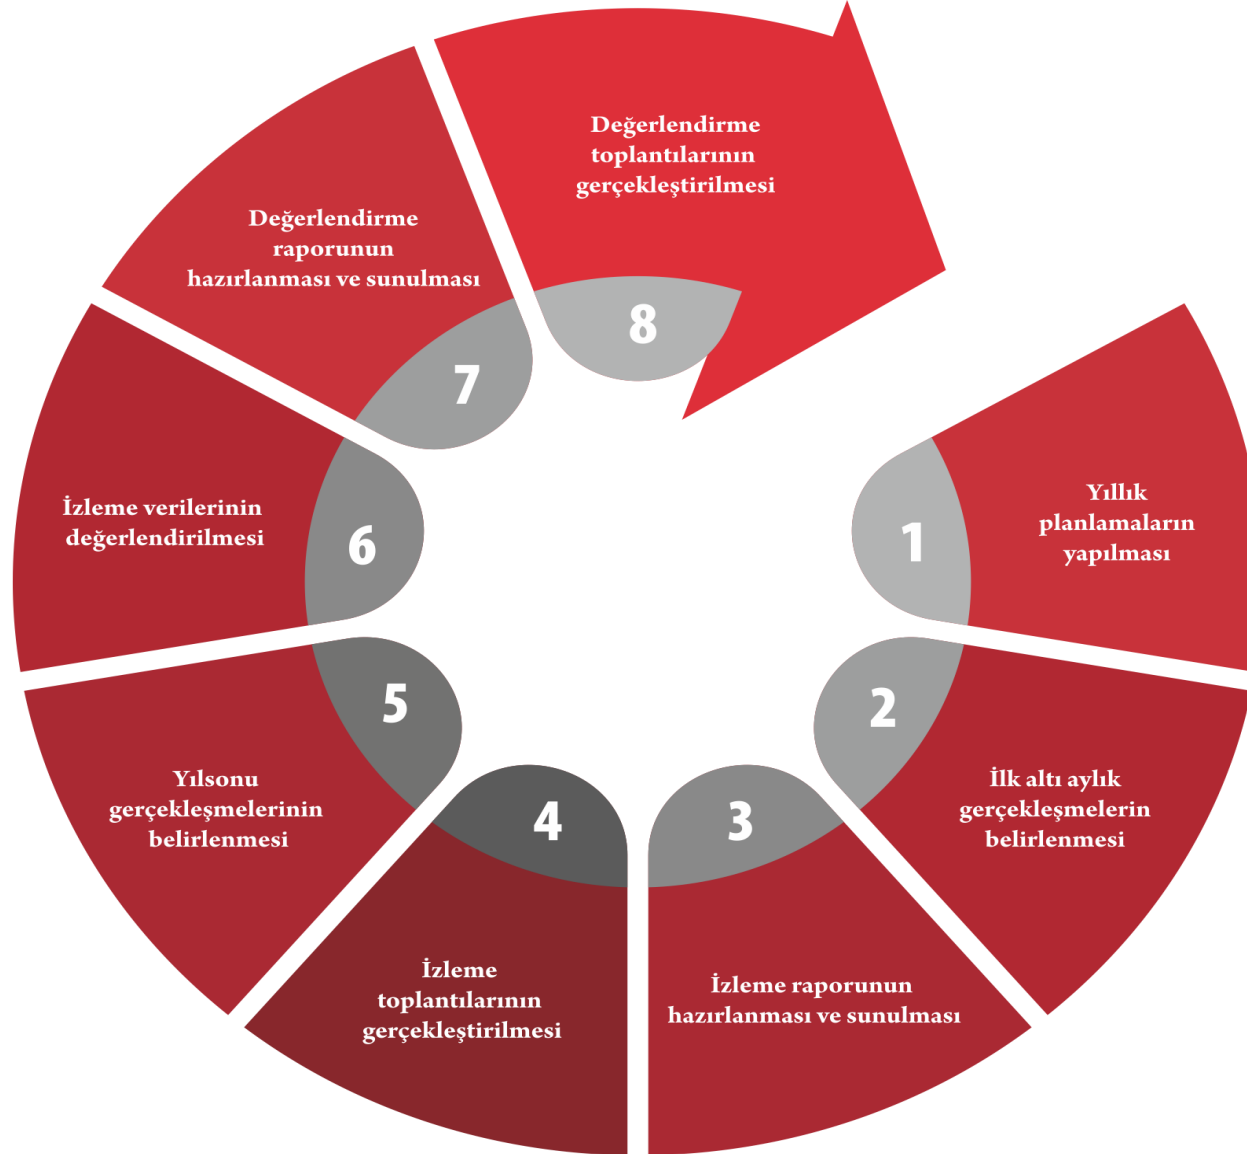 1
Yıllık
planlamaların
yapılması
2
İlk altı aylık
gerçekleşmelerin
belirlenmesi
3
İzleme raporunun
hazırlanması ve sunulması
4
İzleme
toplantılarının
gerçekleştirilmesi
5
Yılsonu
gerçekleşmelerinin
belirlenmesi
6
İzleme verilerinin
değerlendirilmesi
7
Değerlendirme
raporunun
hazırlanması ve sunulması
8
Değerlendirme
toplantılarının
gerçekleştirilmesi